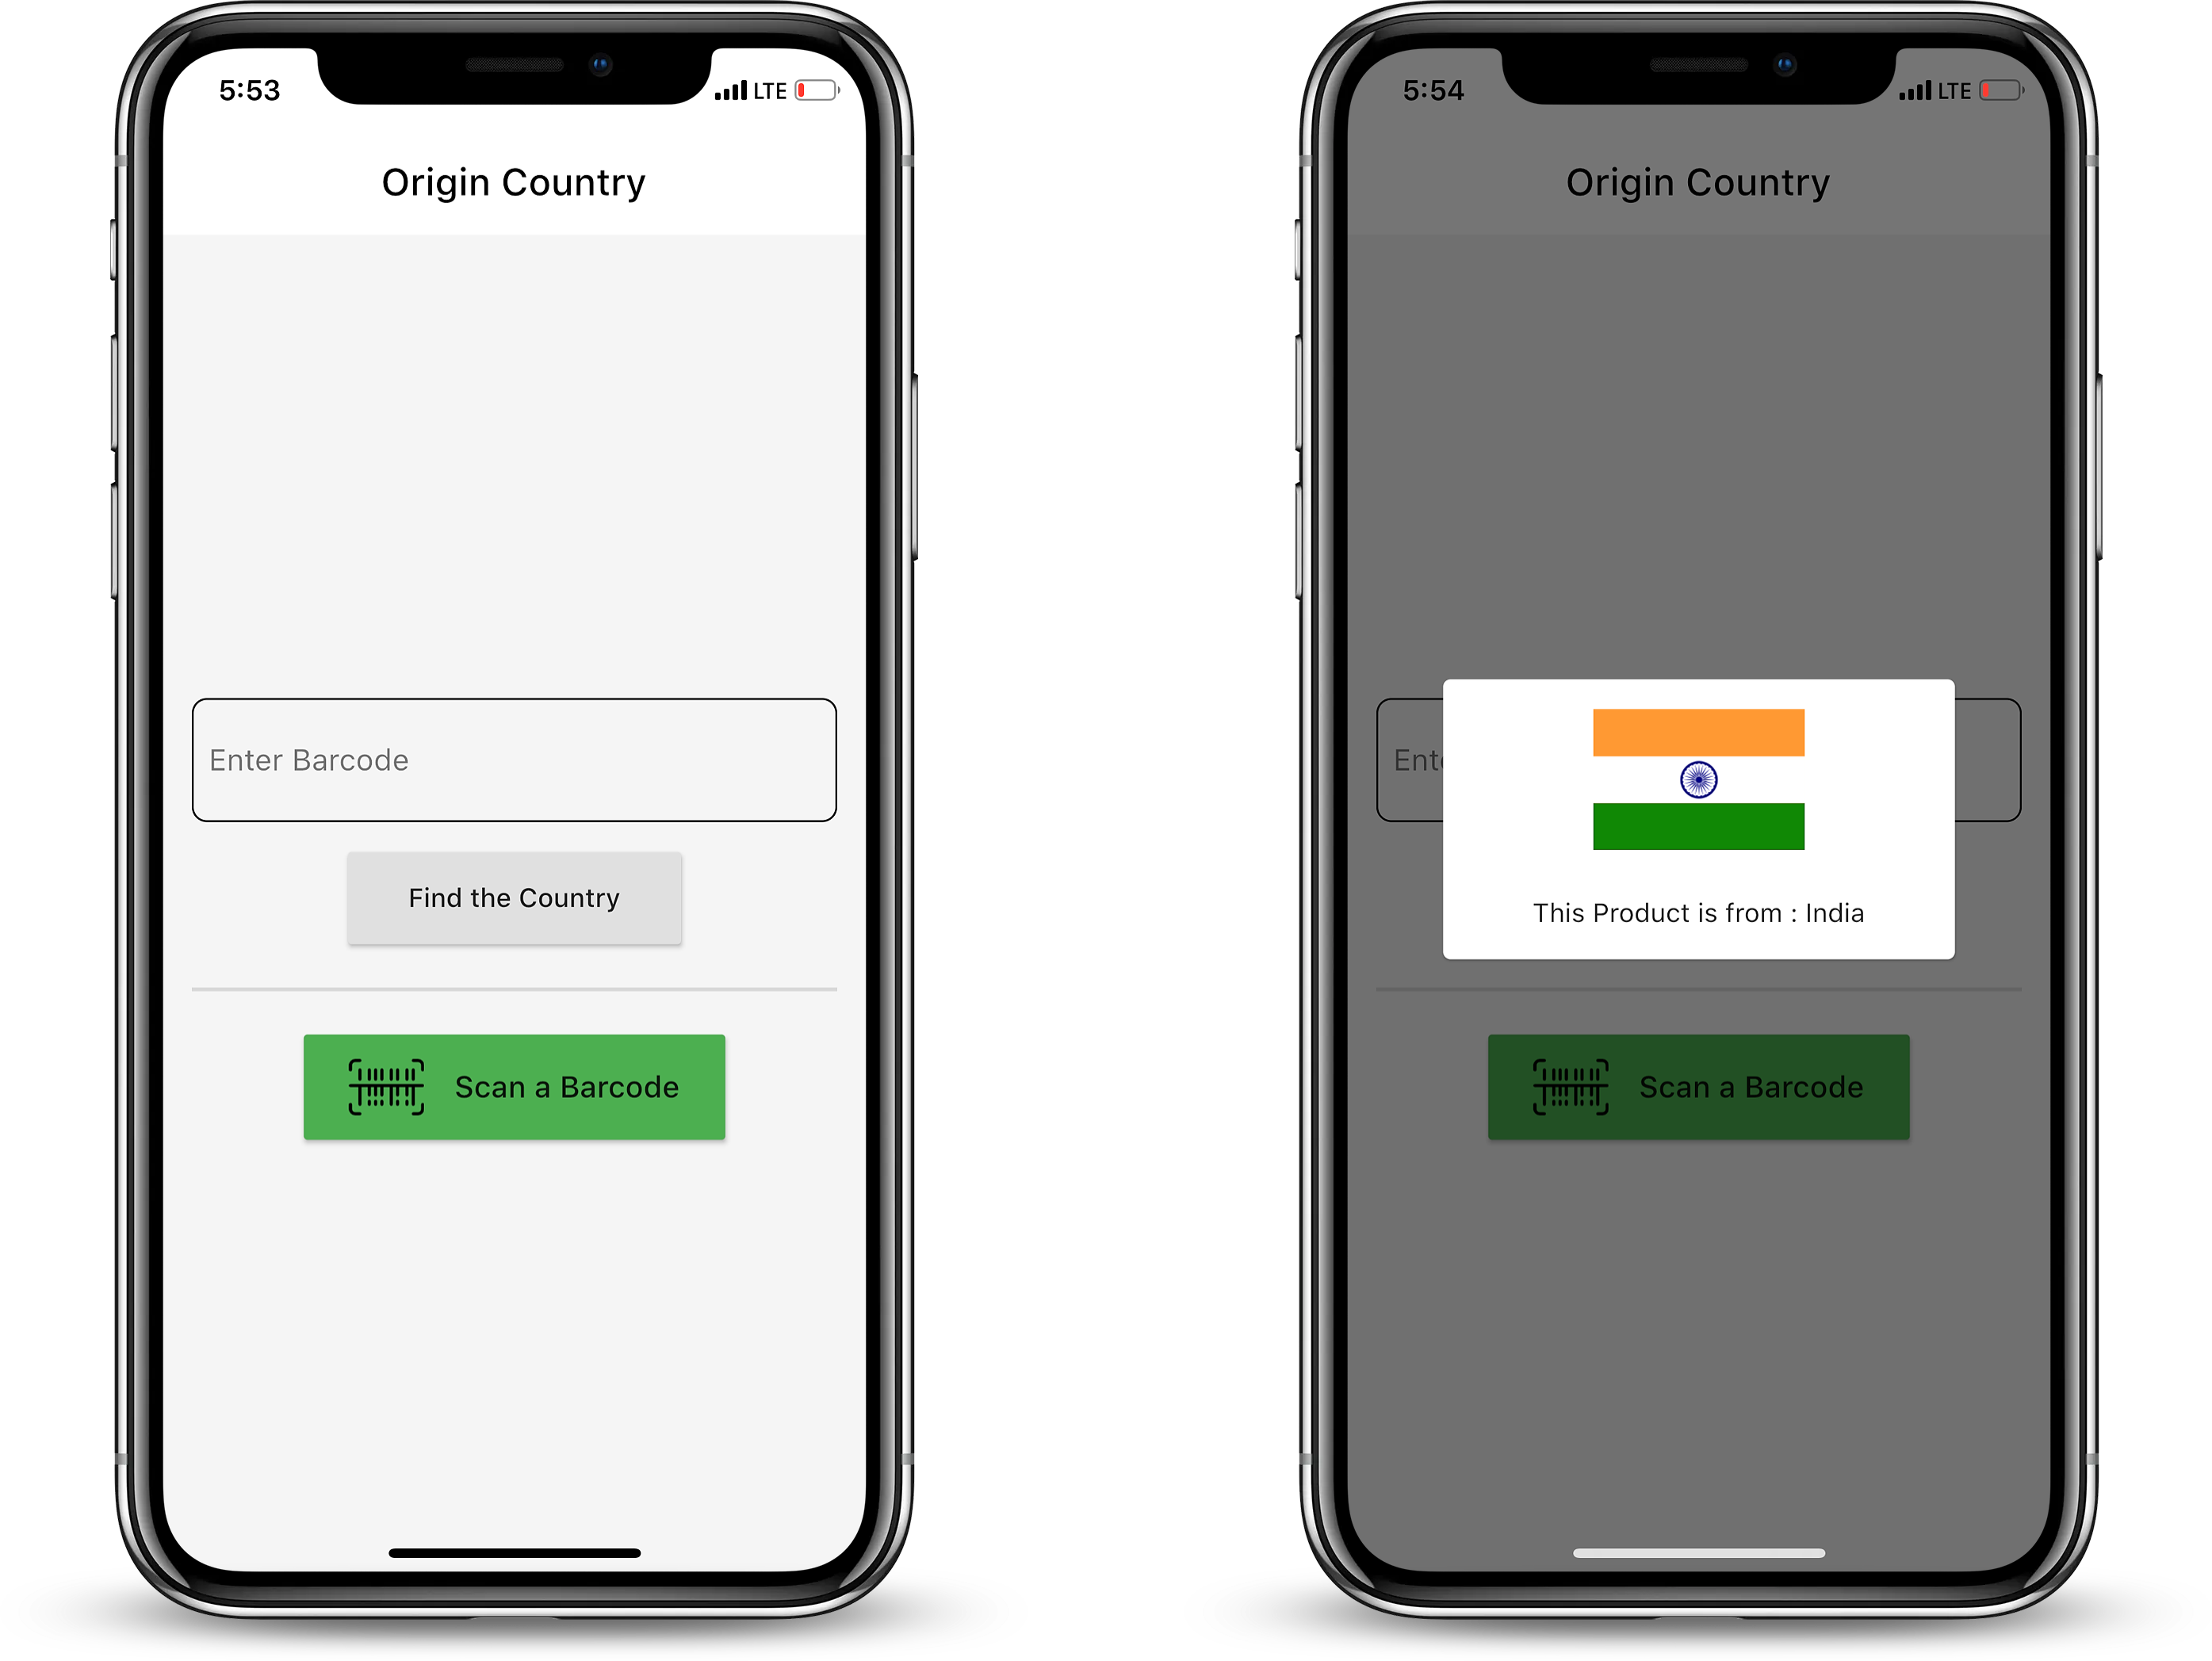 5:53
LTE
Origin Country
Enter Barcode
Find the Country
Scan a Barcode
5:54
LTE
Origin Country
Ent
This Product is from : India
Scan a Barcode